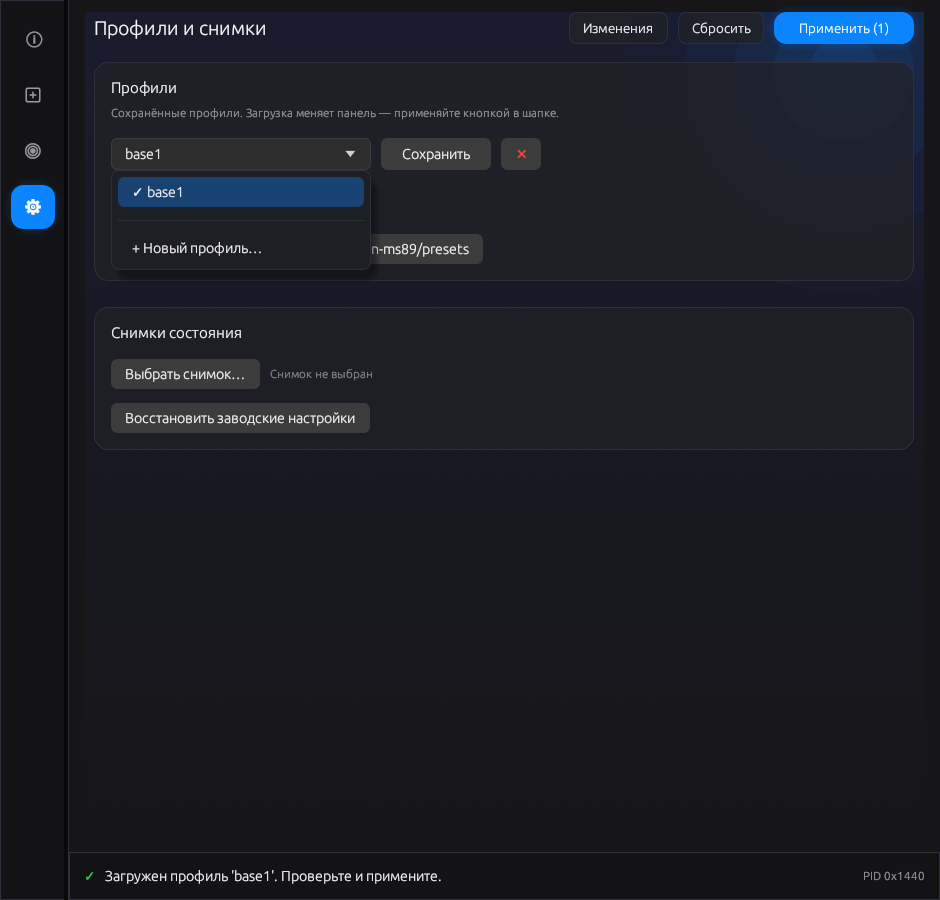 Профили и снимки
Изменения
Сбросить
Применить (1)
Профили
Сохранённые профили. Загрузка меняет панель — применяйте кнопкой в шапке.
base1
Сохранить
✓ base1
+ Новый профиль…
n-ms89/presets
Снимки состояния
Выбрать снимок…
Снимок не выбран
Восстановить заводские настройки
✓ Загружен профиль 'base1'. Проверьте и примените.
PID 0x1440